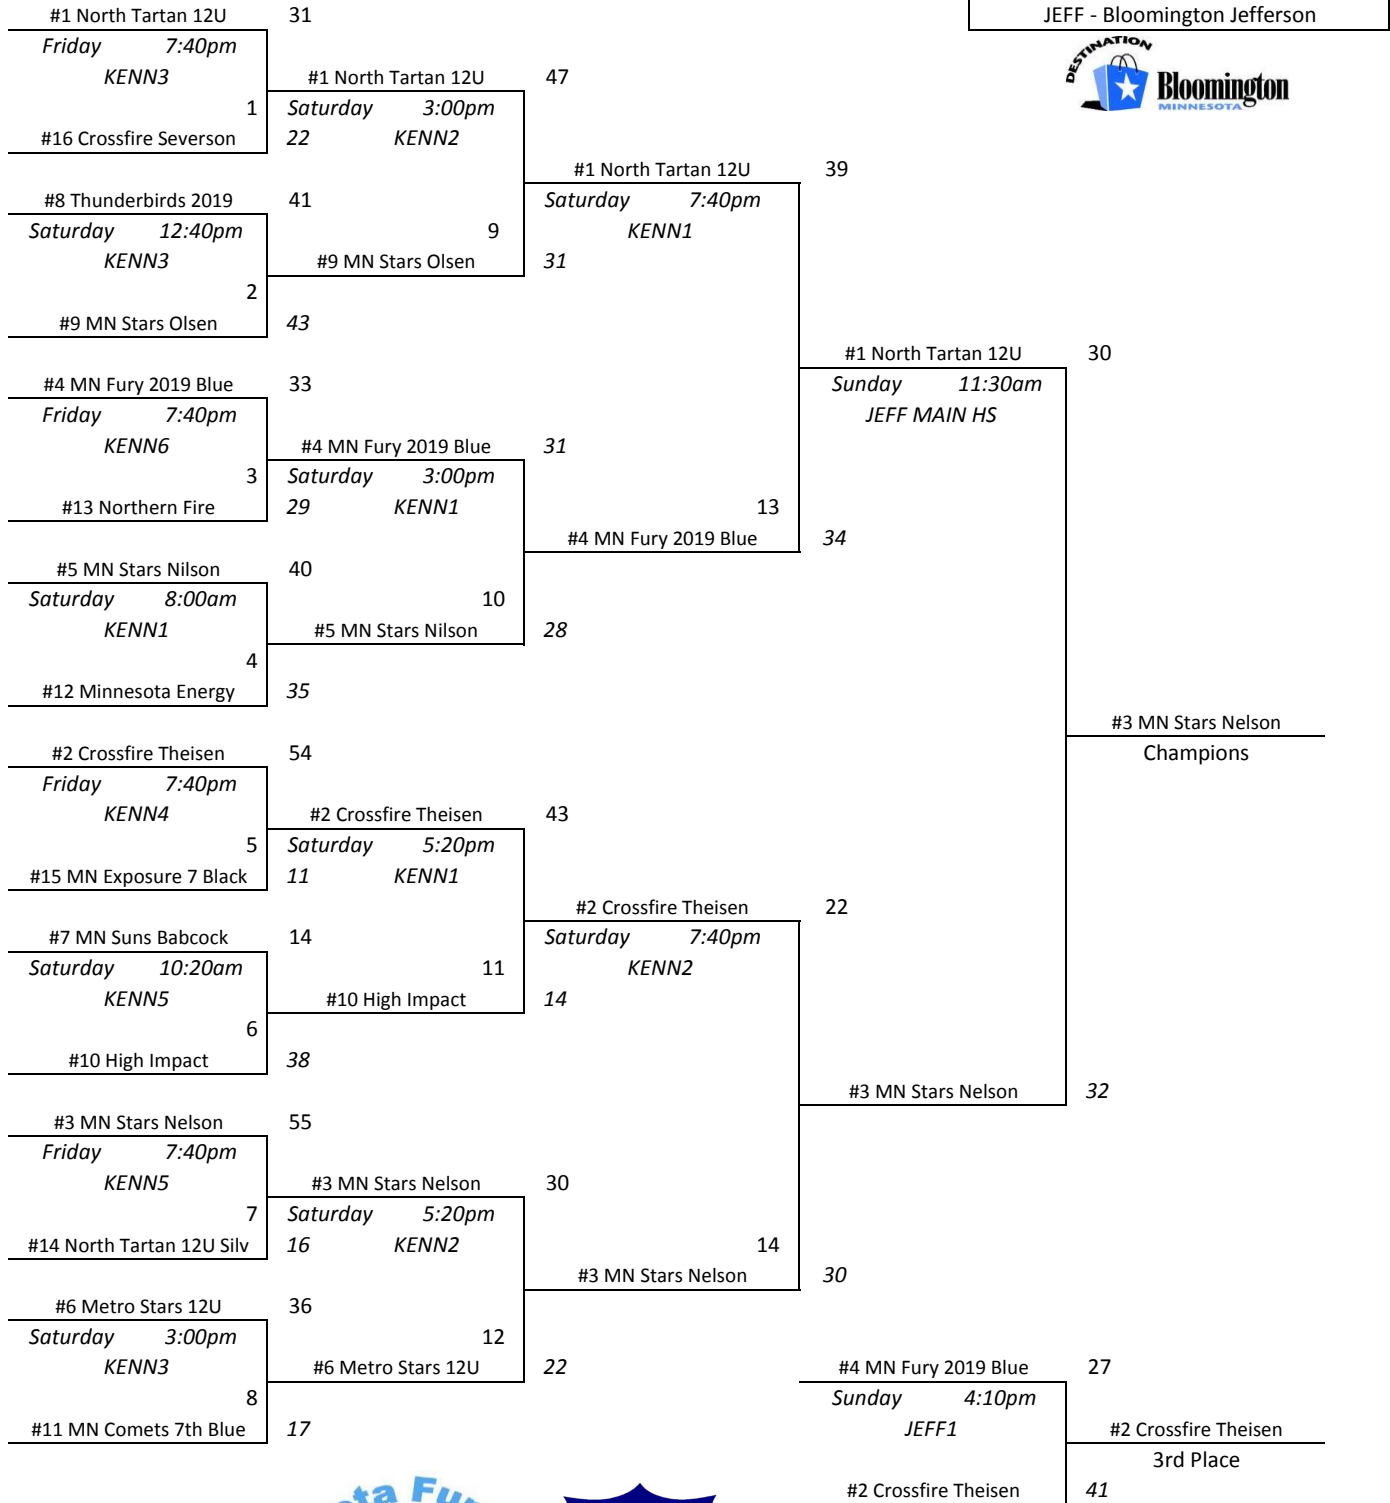 #1 North Tartan 12U 31 JEFF - Bloomington Jefferson
Friday 7:40pm
DESTINATION
KENN3 #1 North Tartan 12U 47
Bloomington
MINNESOTA
1 Saturday 3:00pm
#16 Crossfire Severson 22 KENN2
#1 North Tartan 12U 39
#8 Thunderbirds 2019 41 Saturday 7:40pm
Saturday 12:40pm 9 KENN1
KENN3 #9 MN Stars Olsen 31
2
#9 MN Stars Olsen 43
#1 North Tartan 12U 30
#4 MN Fury 2019 Blue 33 Sunday 11:30am
Friday 7:40pm JEFF MAIN HS
KENN6 #4 MN Fury 2019 Blue 31
3 Saturday 3:00pm
#13 Northern Fire 29 KENN1 13
#4 MN Fury 2019 Blue 34
#5 MN Stars Nilson 40
Saturday 8:00am 10
KENN1 #5 MN Stars Nilson 28
4
#12 Minnesota Energy 35
#3 MN Stars Nelson
#2 Crossfire Theisen 54 Champions
Friday 7:40pm
KENN4 #2 Crossfire Theisen 43
5 Saturday 5:20pm
#15 MN Exposure 7 Black 11 KENN1
#2 Crossfire Theisen 22
#7 MN Suns Babcock 14 Saturday 7:40pm
Saturday 10:20am 11 KENN2
KENN5 #10 High Impact 14
6
#10 High Impact 38
#3 MN Stars Nelson 32
#3 MN Stars Nelson 55
Friday 7:40pm
KENN5 #3 MN Stars Nelson 30
7 Saturday 5:20pm
#14 North Tartan 12U Silv 16 KENN2 14
#3 MN Stars Nelson 30
#6 Metro Stars 12U 36
Saturday 3:00pm 12
KENN3 #6 Metro Stars 12U 22 #4 MN Fury 2019 Blue 27
8 Sunday 4:10pm
#11 MN Comets 7th Blue 17 JEFF1 #2 Crossfire Theisen
3rd Place
#2 Crossfire Theisen 41